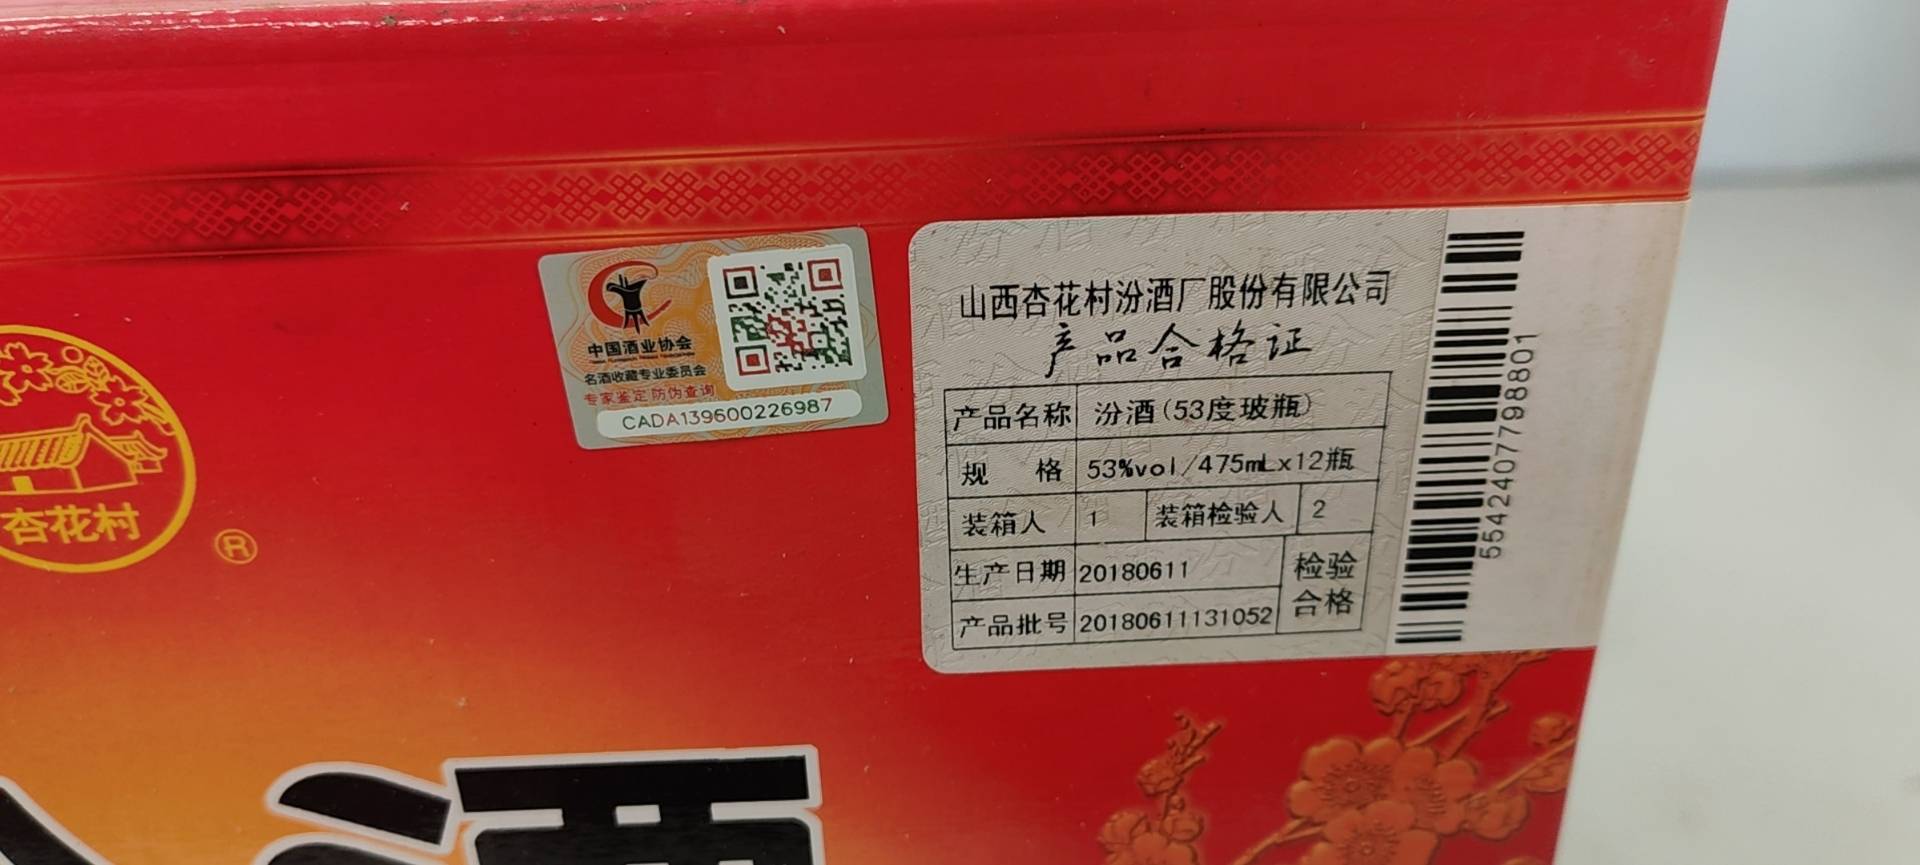 中国酒业协会
名酒收藏专业委员会
专家鉴定 防伪查询
CADA139600226987
山西杏花村汾酒厂股份有限公司
产品合格证
产品名称 汾酒(53度玻瓶)
规 格 53%vol/475mLx12瓶
装箱人 1 装箱检验人 2
生产日期 20180611
检验合格
产品批号 20180611131052
55424077798801
杏花村
®
酒